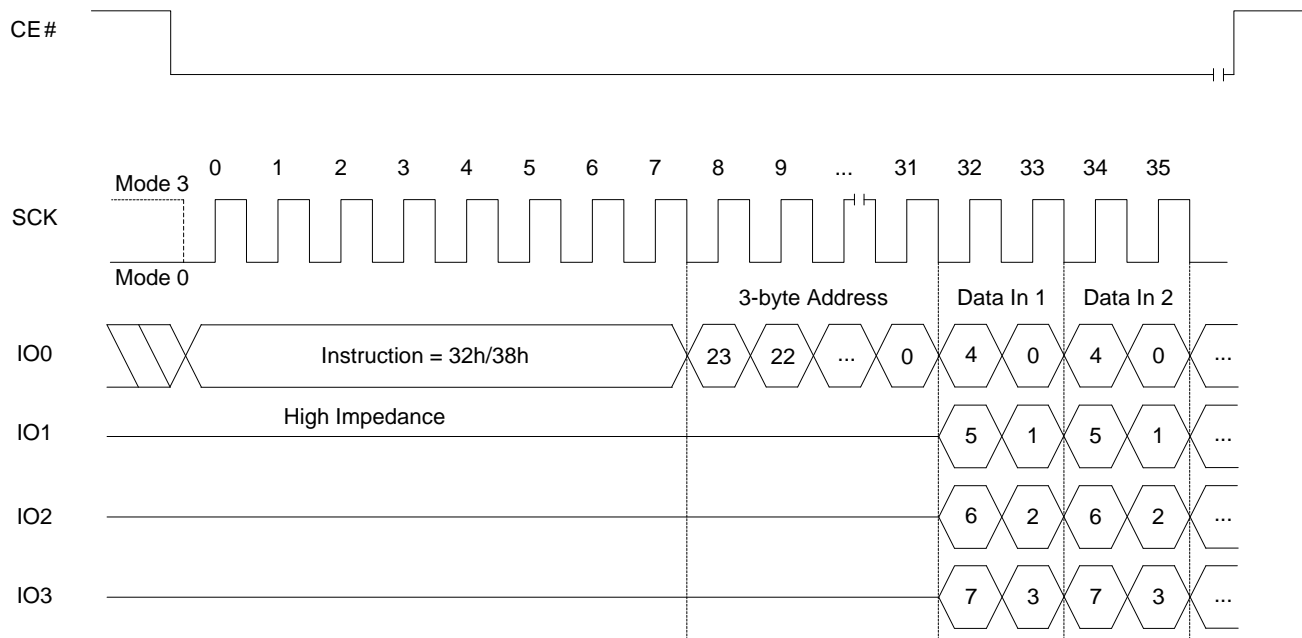 CE#
0 1 2 3 4 5 6 7 8 9 ... 31 32 33 34 35
Mode 3
SCK
Mode 0
3-byte Address Data In 1 Data In 2
IO0 Instruction = 32h/38h 23 22 ... 0 4 0 4 0 ...
High Impedance
IO1 5 1 5 1 ...
IO2 6 2 6 2 ...
IO3 7 3 7 3 ...